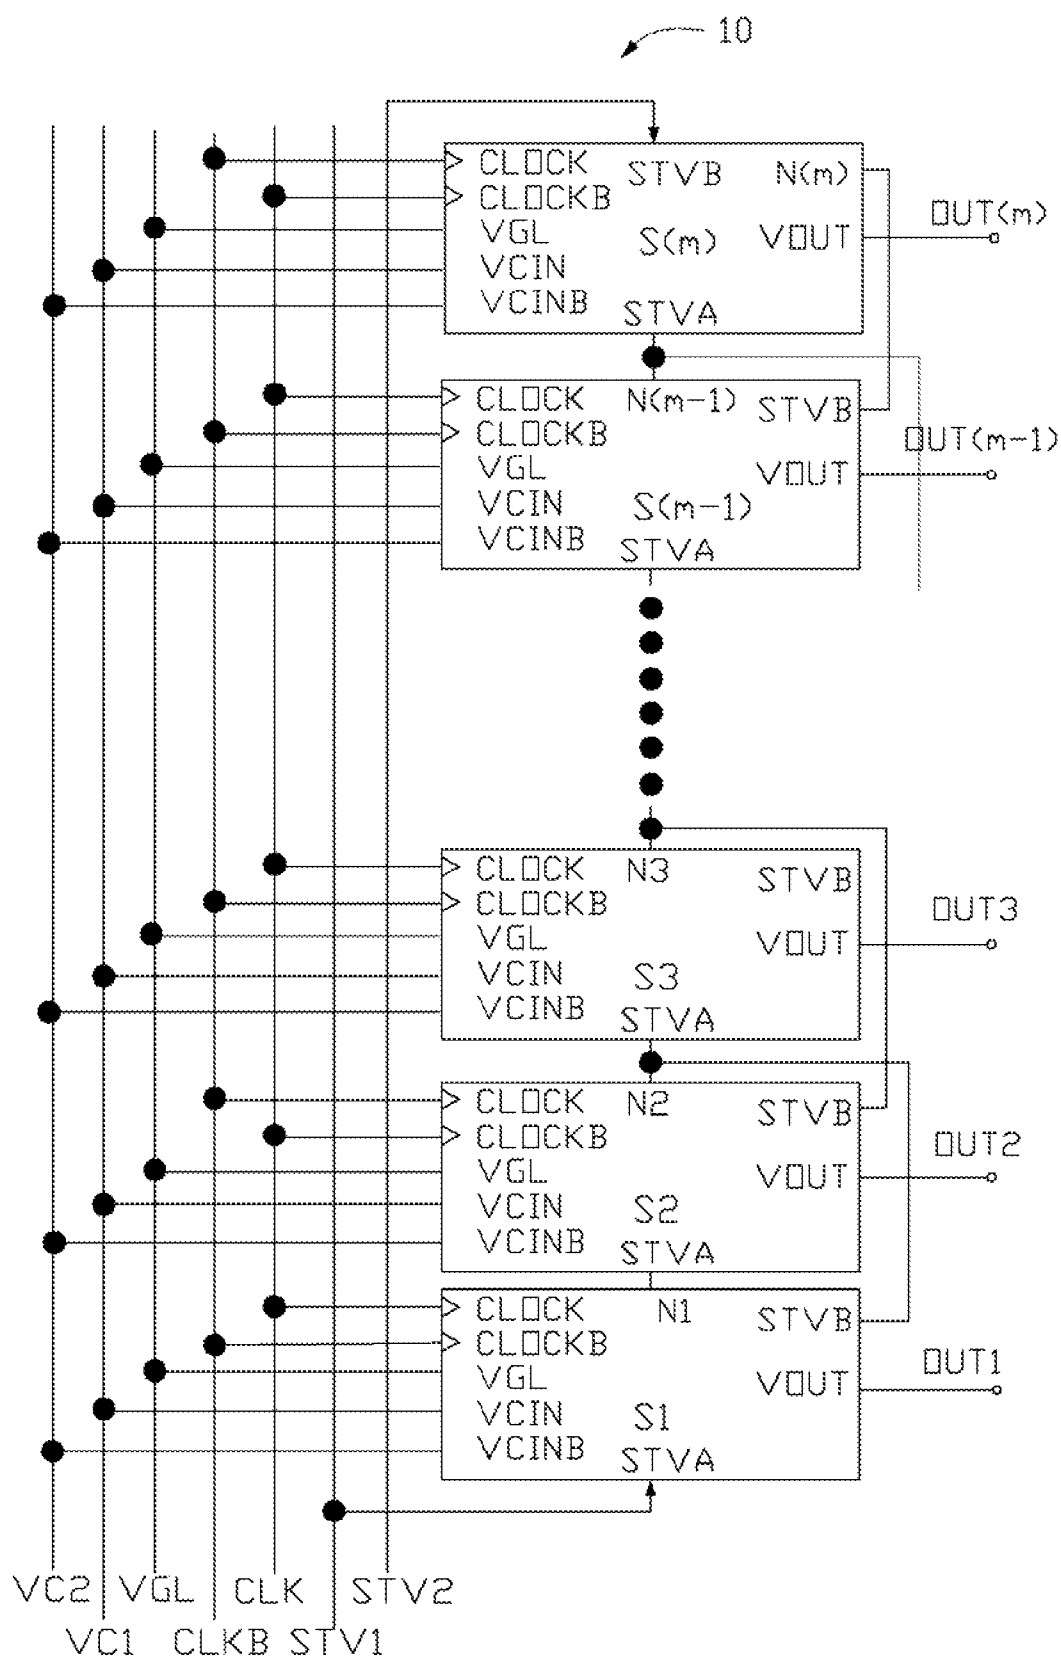 10
CLOCK STVB N(m)
CLOCKB
OUT(m)
VGL S(m) VOUT
VCIN
VCINB STVA
CLOCK N(m-1) STVB
CLOCKB
OUT(m-1)
VGL VOUT
VCIN S(m-1)
VCINB STVA
CLOCK N3 STVB
CLOCKB
OUT3
VGL VOUT
VCIN S3
VCINB STVA
CLOCK N2 STVB
CLOCKB
OUT2
VGL VOUT
VCIN S2
VCINB STVA
CLOCK N1 STVB
CLOCKB
OUT1
VGL VOUT
VCIN S1
VCINB STVA
VC2 VGL CLK STV2
VC1 CLKB STV1